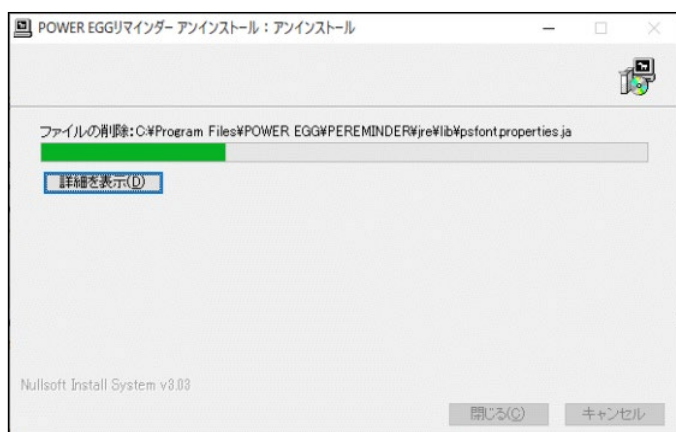 POWER EGGリマインダー アンインストール：アンインストール
ファイルの削除:C:¥Program Files¥POWER EGG¥PEREMINDER¥jre¥lib¥psfont.properties.ja
詳細を表示(D)
Nullsoft Install System v3.03
閉じる(C) キャンセル